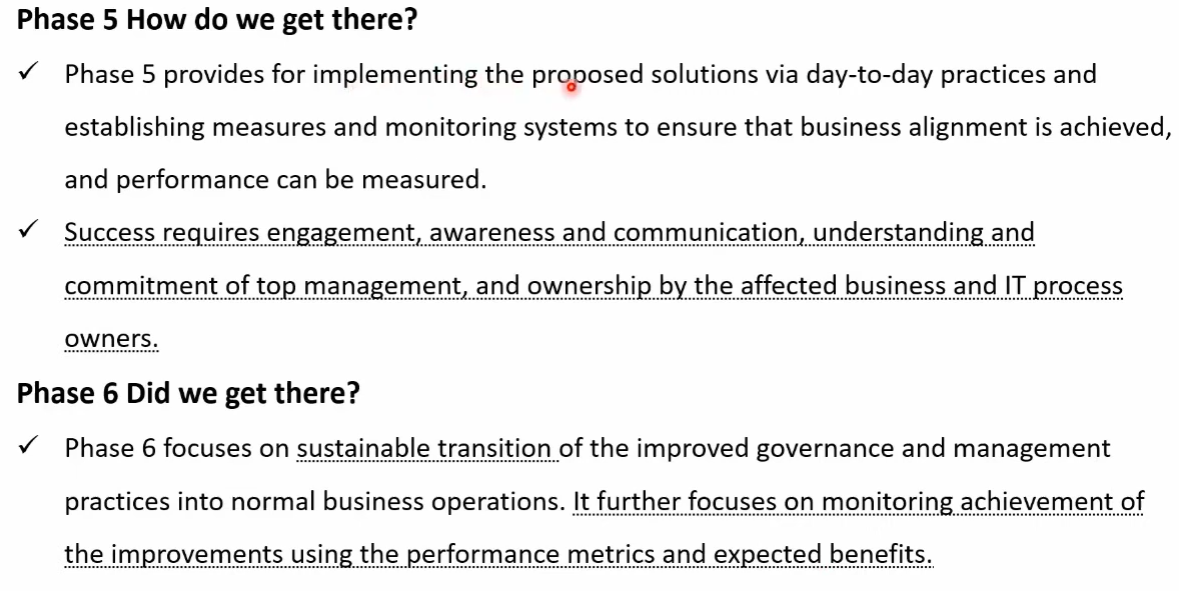 Phase 5 How do we get there?
✓ Phase 5 provides for implementing the proposed solutions via day-to-day practices and
establishing measures and monitoring systems to ensure that business alignment is achieved,
and performance can be measured.
✓ Success requires engagement, awareness and communication, understanding and
commitment of top management, and ownership by the affected business and IT process
owners.
Phase 6 Did we get there?
✓ Phase 6 focuses on sustainable transition of the improved governance and management
practices into normal business operations. It further focuses on monitoring achievement of
the improvements using the performance metrics and expected benefits.